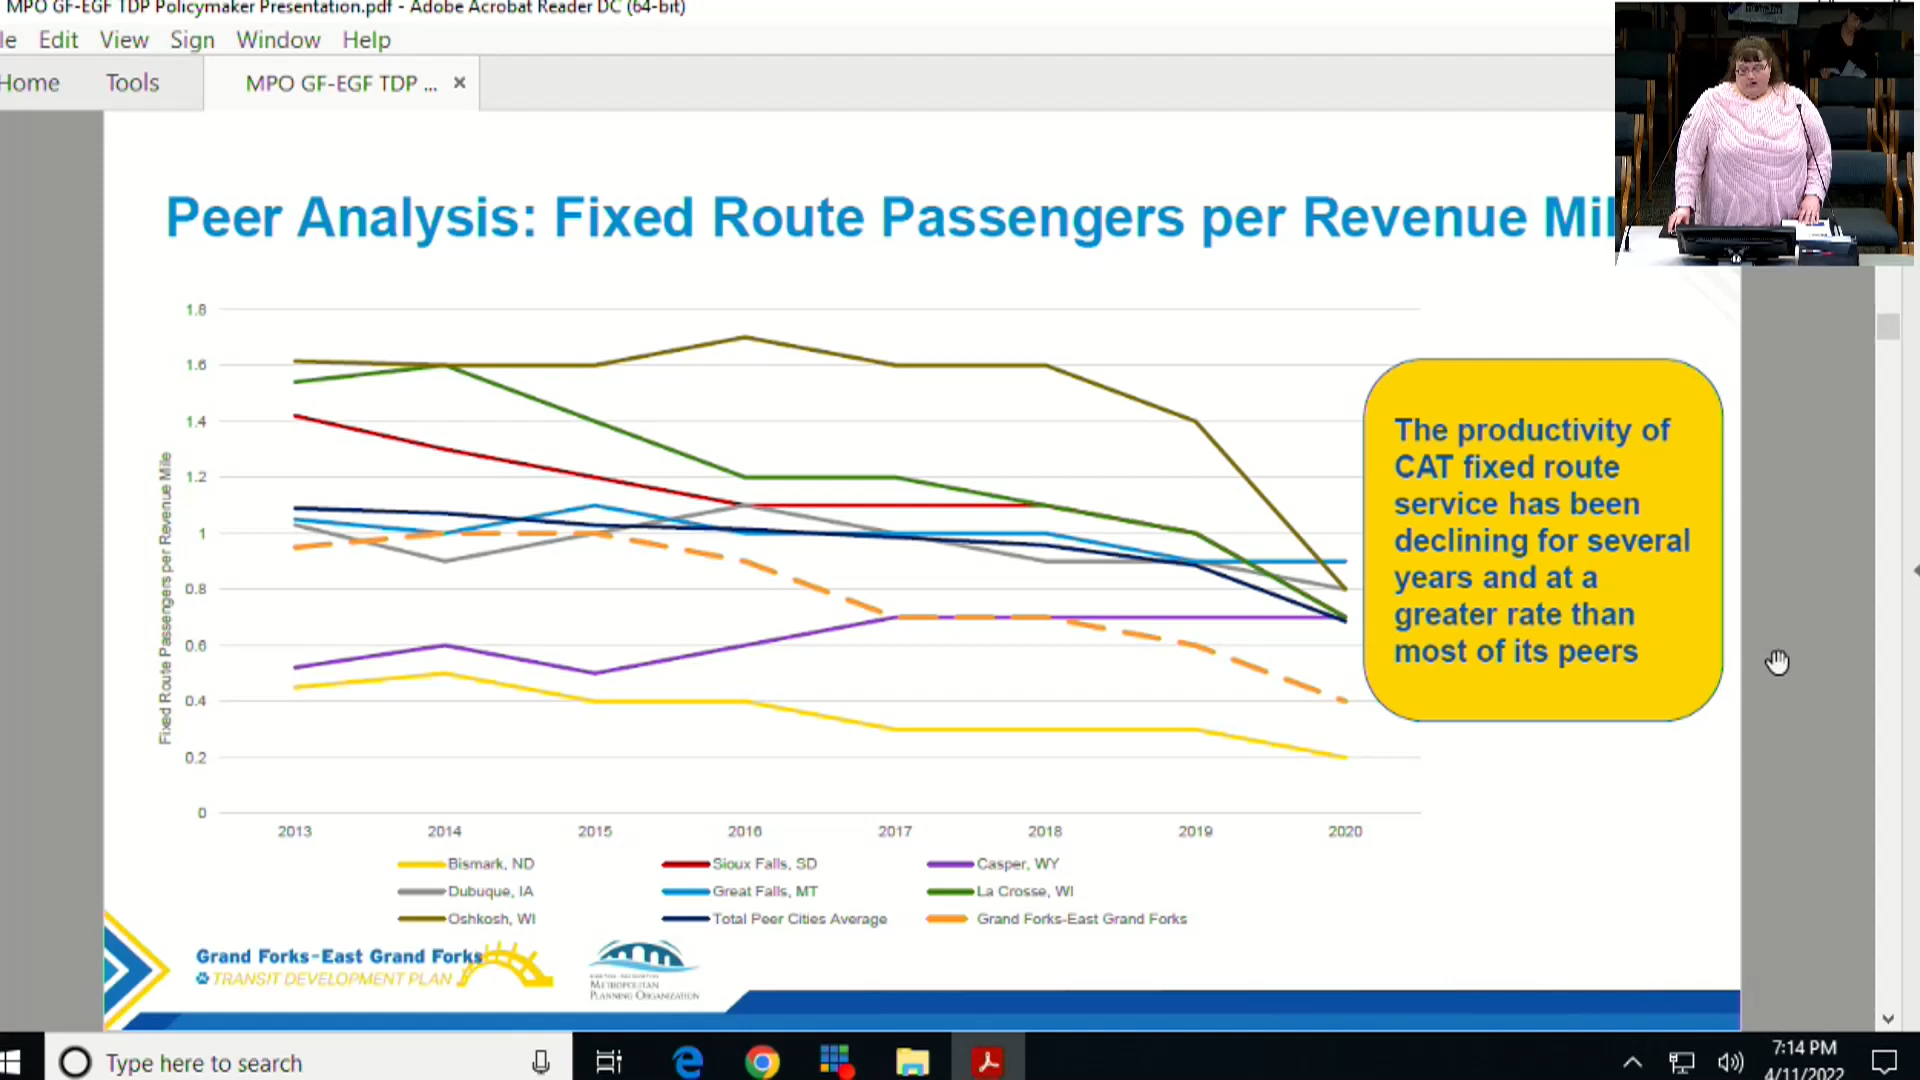 MPO GF-EGF TDP Policymaker Presentation.pdf - Adobe Acrobat Reader DC (64-bit)
le Edit View Sign Window Help
Home Tools MPO GF-EGF TDP ... ×
Peer Analysis: Fixed Route Passengers per Revenue Mil
Fixed Route Passengers per Revenue Mile
1.8
1.6
1.4
1.2
1
0.8
0.6
0.4
0.2
0
2013 2014 2015 2016 2017 2018 2019 2020
The productivity of
CAT fixed route
service has been
declining for several
years and at a
greater rate than
most of its peers
Bismark, ND Sioux Falls, SD Casper, WY
Dubuque, IA Great Falls, MT La Crosse, WI
Oshkosh, WI Total Peer Cities Average Grand Forks-East Grand Forks
Grand Forks-East Grand Forks
TRANSIT DEVELOPMENT PLAN
METROPOLITAN
PLANNING ORGANIZATION
Type here to search
7:14 PM
4/11/2022